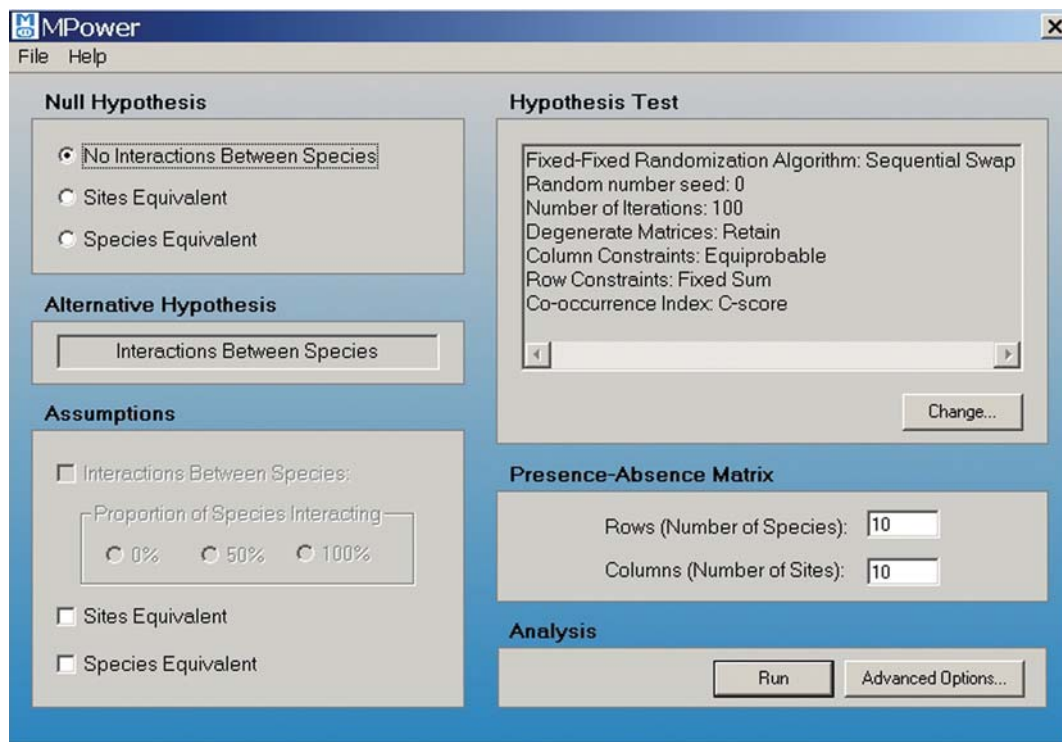 MPower
File Help
Null Hypothesis
No Interactions Between Species
Sites Equivalent
Species Equivalent
Alternative Hypothesis
Interactions Between Species
Assumptions
Interactions Between Species:
Proportion of Species Interacting
0% 50% 100%
Sites Equivalent
Species Equivalent
Hypothesis Test
Fixed-Fixed Randomization Algorithm: Sequential Swap
Random number seed: 0
Number of Iterations: 100
Degenerate Matrices: Retain
Column Constraints: Equiprobable
Row Constraints: Fixed Sum
Co-occurrence Index: C-score
Change...
Presence-Absence Matrix
Rows (Number of Species): 10
Columns (Number of Sites): 10
Analysis
Run Advanced Options...